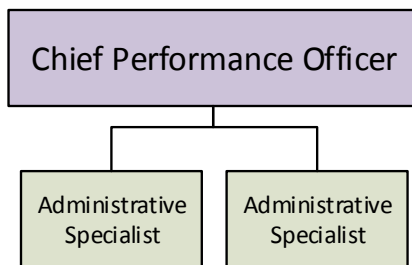 Chief Performance Officer
Administrative Administrative
Specialist Specialist